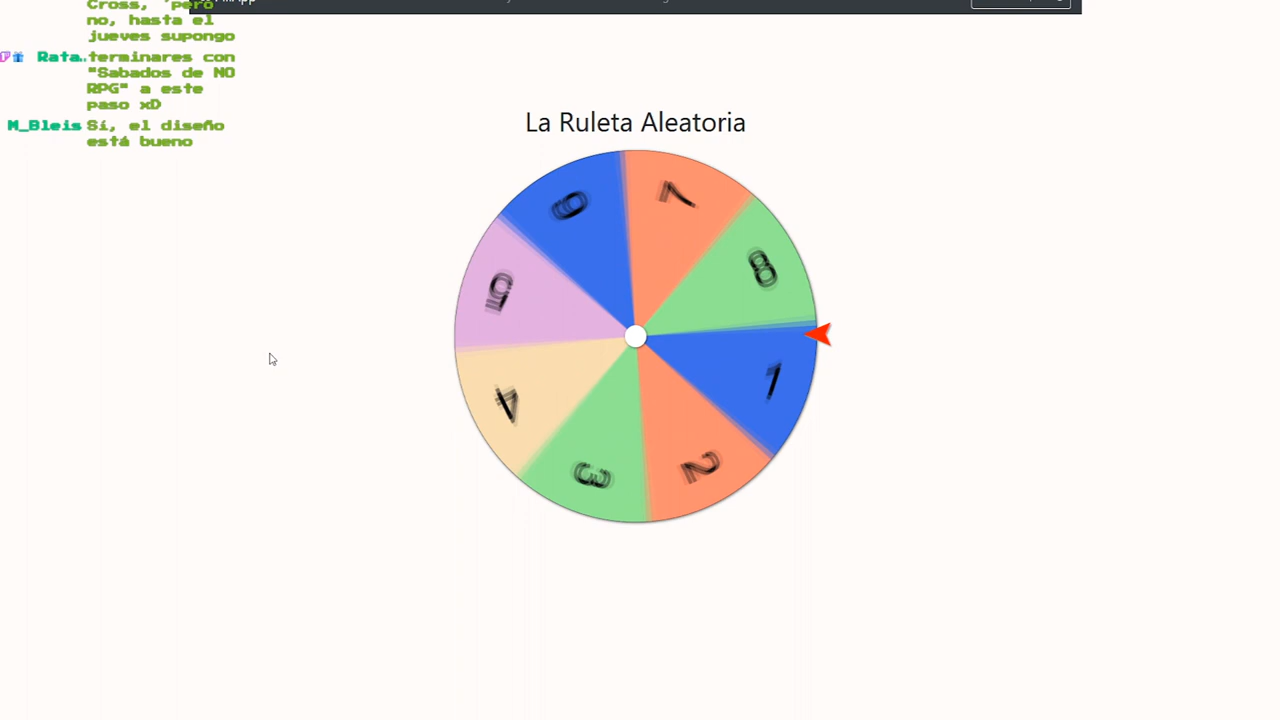 Cross, "pero
no, hasta el
jueves supongo
Rata..terminares con
"Sabados de NO
RPG" a este
paso xD
M_Bleis Sí, el diseño
está bueno
La Ruleta Aleatoria
6
7
8
5
1
4
3
2